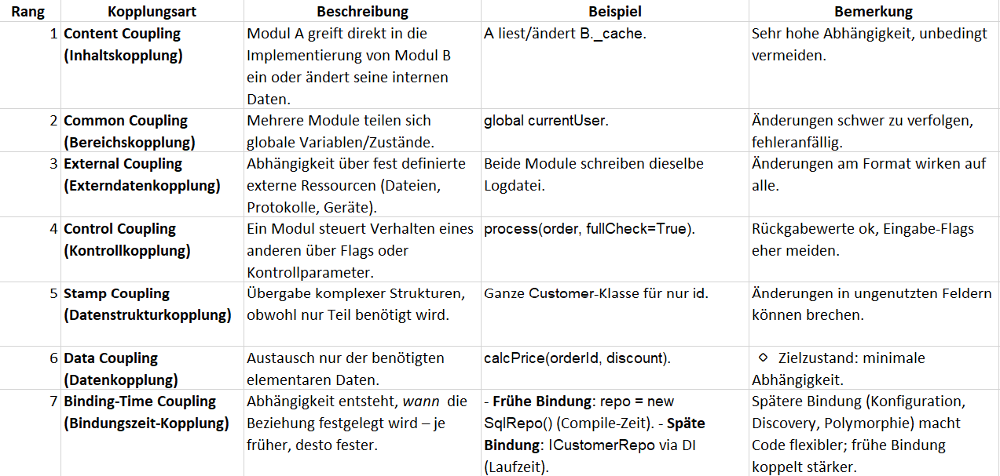 Rang Kopplungsart Beschreibung Beispiel Bemerkung
1 Content Coupling Modul A greift direkt in die A liest/ändert B._cache. Sehr hohe Abhängigkeit, unbedingt
(Inhaltskopplung) Implementierung von Modul B vermeiden.
ein oder ändert seine internen
Daten.
2 Common Coupling Mehrere Module teilen sich global currentUser. Änderungen schwer zu verfolgen,
(Bereichskopplung) globale Variablen/Zustände. fehleranfällig.
3 External Coupling Abhängigkeit über fest definierte Beide Module schreiben dieselbe Änderungen am Format wirken auf
(Externdatenkopplung) externe Ressourcen (Dateien, Logdatei. alle.
Protokolle, Geräte).
4 Control Coupling Ein Modul steuert Verhalten eines process(order, fullCheck=True). Rückgabewerte ok, Eingabe-Flags
(Kontrollkopplung) anderen über Flags oder eher meiden.
Kontrollparameter.
5 Stamp Coupling Übergabe komplexer Strukturen, Ganze Customer-Klasse für nur id. Änderungen in ungenutzten Feldern
(Datenstrukturkopplung) obwohl nur Teil benötigt wird. können brechen.
6 Data Coupling Austausch nur der benötigten calcPrice(orderId, discount). ◇ Zielzustand: minimale
(Datenkopplung) elementaren Daten. Abhängigkeit.
7 Binding-Time Coupling Abhängigkeit entsteht, wann die - Frühe Bindung: repo = new Spätere Bindung (Konfiguration,
(Bindungszeit-Kopplung) Beziehung festgelegt wird – je SqlRepo() (Compile-Zeit). - Späte Discovery, Polymorphie) macht
früher, desto fester. Bindung: ICustomerRepo via DI Code flexibler; frühe Bindung
(Laufzeit). koppelt stärker.